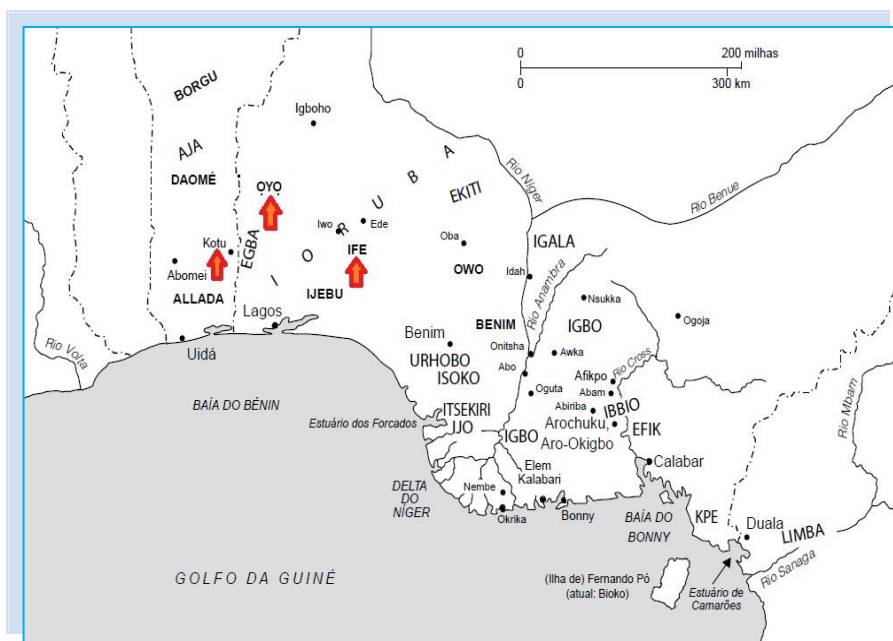 0 200 milhas
0 300 km
BORGU
Igboho
AJA
DAOMÉ
OYO
IORUBA
EKITI
Rio Níger
Rio Benue
Iwo
Ede
Kotu
EGBA
IFE
Oba
IGALA
Abomei
OWO
Idah
Rio Anambra
ALLADA
IJEBU
Nsukka
Lagos
BENIM
IGBO
Ogoja
Uidá
Benim
Onitsha
Awka
Rio Volta
URHOBO
ISOKO
Abo
Rio Cross
Afikpo
Rio Mbam
Oguta
Abam
BAÍA DO BÉNIN
ITSEKIRI
Abiriba
IBBIO
Estuário dos Forcados
IJO
Arochuku,
Aro-Okigbo
EFIK
IGBO
Elem
Kalabari
Calabar
DELTA
DO
NÍGER
Nembe
Okrika
Bonny
BAÍA DO
BONNY
KPE
Duala
LIMBA
GOLFO DA GUINÉ
(Ilha de) Fernando Pó
(atual: Bioko)
Estuário de
Camarões
Rio Sanaga